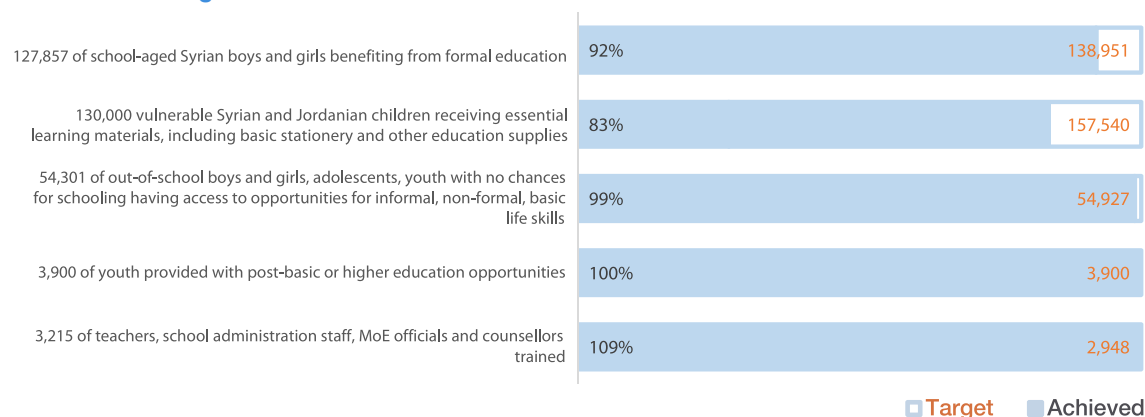 127,857 of school-aged Syrian boys and girls benefiting from formal education
92%
138,951
130,000 vulnerable Syrian and Jordanian children receiving essential
learning materials, including basic stationery and other education supplies
83%
157,540
54,301 of out-of-school boys and girls, adolescents, youth with no chances
for schooling having access to opportunities for informal, non-formal, basic
life skills
99%
54,927
3,900 of youth provided with post-basic or higher education opportunities
100%
3,900
3,215 of teachers, school administration staff, MoE officials and counsellors
trained
109%
2,948
Target
Achieved